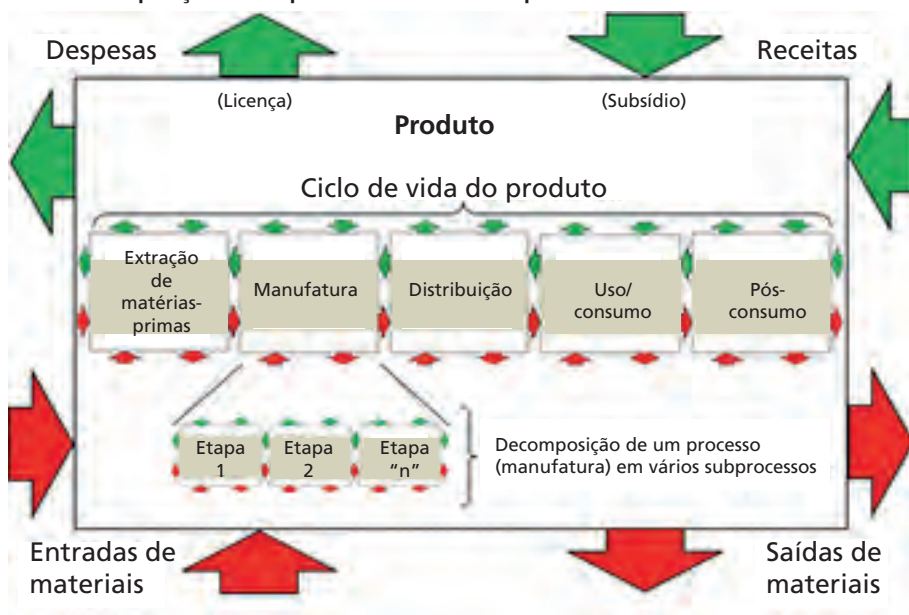 Despesas
Receitas
(Licença)
(Subsídio)
Produto
Ciclo de vida do produto
Extração
de
matérias-
primas
Manufatura
Distribuição
Uso/
consumo
Pós-
consumo
Etapa
1
Etapa
2
Etapa
"n"
Decomposição de um processo
(manufatura) em vários subprocessos
Entradas de
materiais
Saídas de
materiais